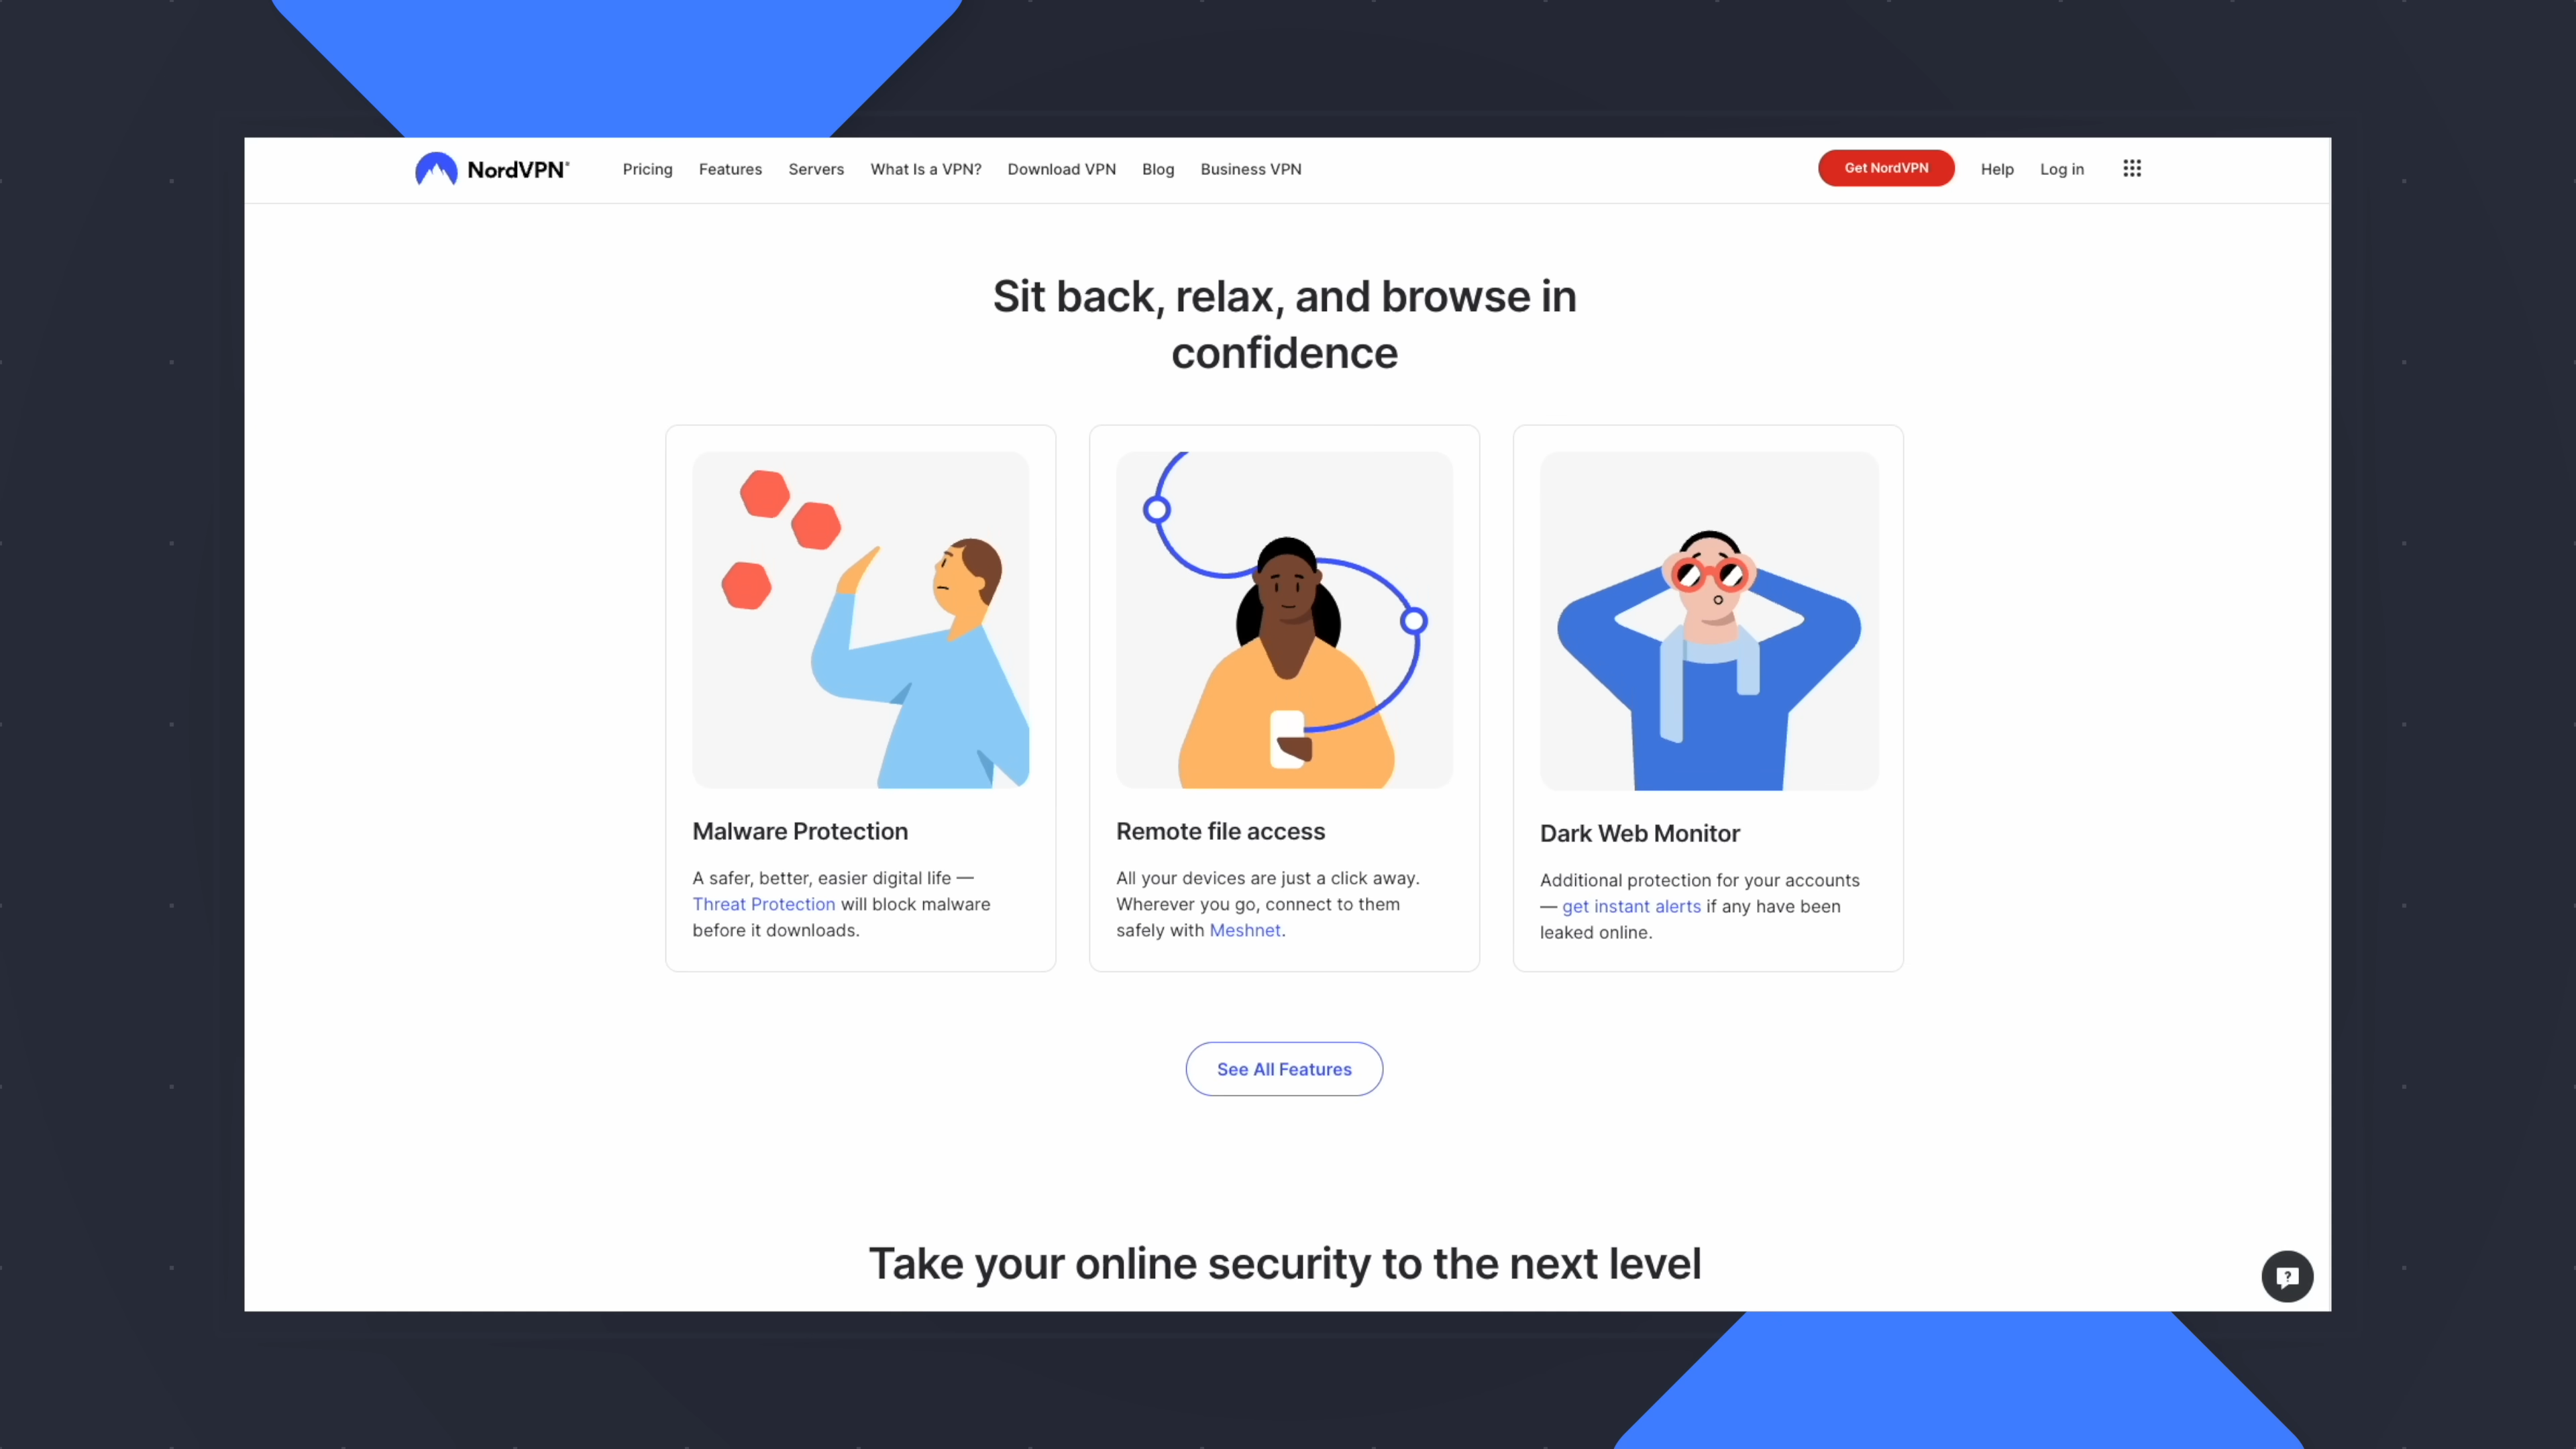 NordVPN®
Pricing Features Servers What Is a VPN? Download VPN Blog Business VPN
Get NordVPN Help Log in
Sit back, relax, and browse in
confidence
Malware Protection
A safer, better, easier digital life —
Threat Protection will block malware
before it downloads.
Remote file access
All your devices are just a click away.
Wherever you go, connect to them
safely with Meshnet.
Dark Web Monitor
Additional protection for your accounts
— get instant alerts if any have been
leaked online.
See All Features
Take your online security to the next level
?